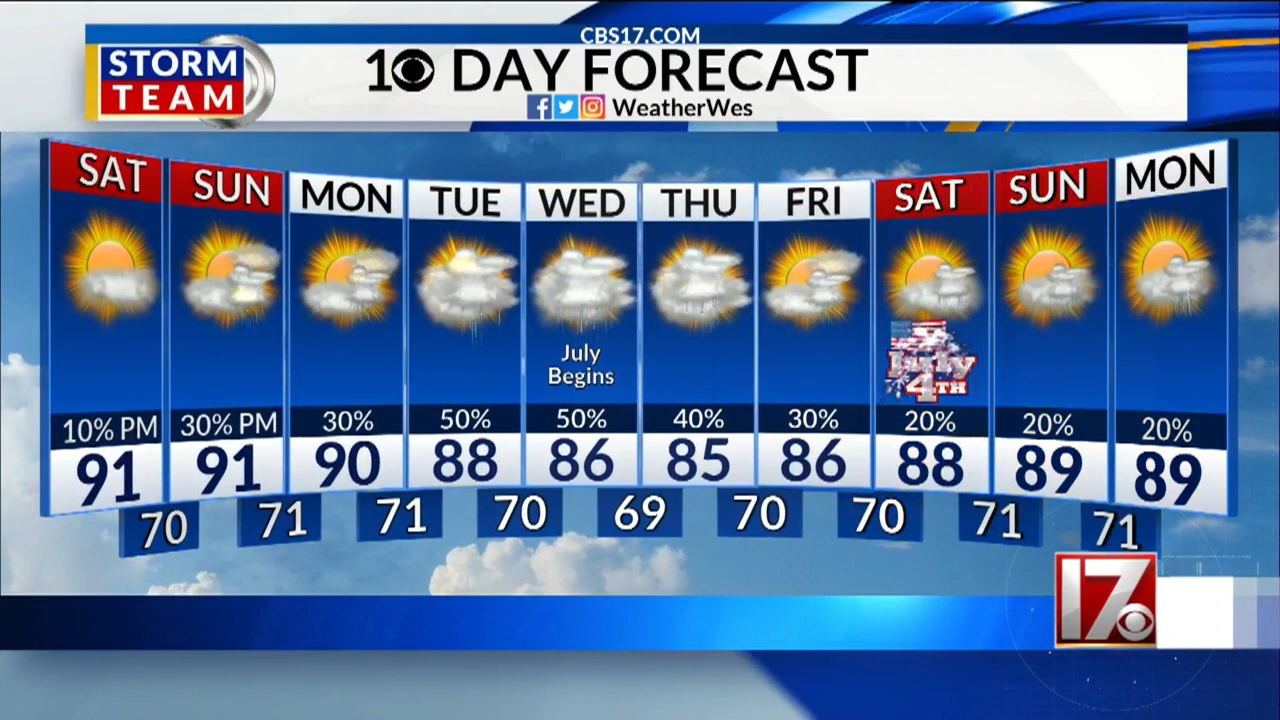 CBS17.COM
STORM
TEAM
10 DAY FORECAST
WeatherWes
SAT SUN MON TUE WED THU FRI SAT SUN MON
July
Begins
July
4TH
10% PM 30% PM 30% 50% 50% 40% 30% 20% 20% 20%
91 91 90 88 86 85 86 88 89 89
70 71 71 70 69 70 70 71 71
17